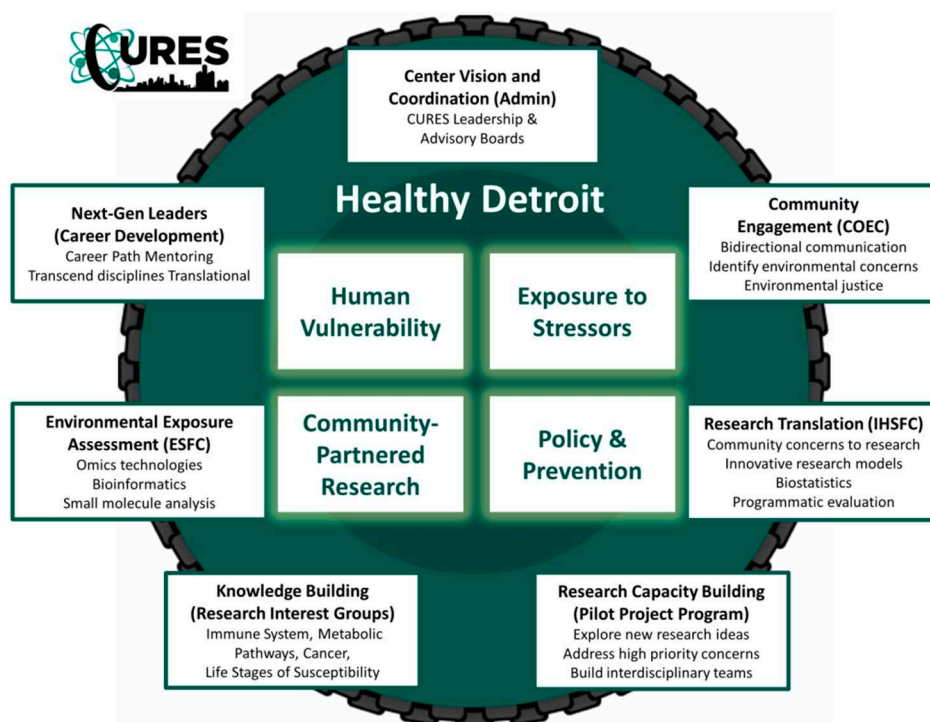 CURES
Center Vision and
Coordination (Admin)
CURES Leadership &
Advisory Boards
Healthy Detroit
Next-Gen Leaders
(Career Development)
Career Path Mentoring
Transcend disciplines Translational
Community
Engagement (COEC)
Bidirectional communication
Identify environmental concerns
Environmental justice
Human
Vulnerability
Exposure to
Stressors
Environmental Exposure
Assessment (ESFC)
Omics technologies
Bioinformatics
Small molecule analysis
Community-
Partnered
Research
Policy &
Prevention
Research Translation (IHSFC)
Community concerns to research
Innovative research models
Biostatistics
Programmatic evaluation
Knowledge Building
(Research Interest Groups)
Immune System, Metabolic
Pathways, Cancer,
Life Stages of Susceptibility
Research Capacity Building
(Pilot Project Program)
Explore new research ideas
Address high priority concerns
Build interdisciplinary teams